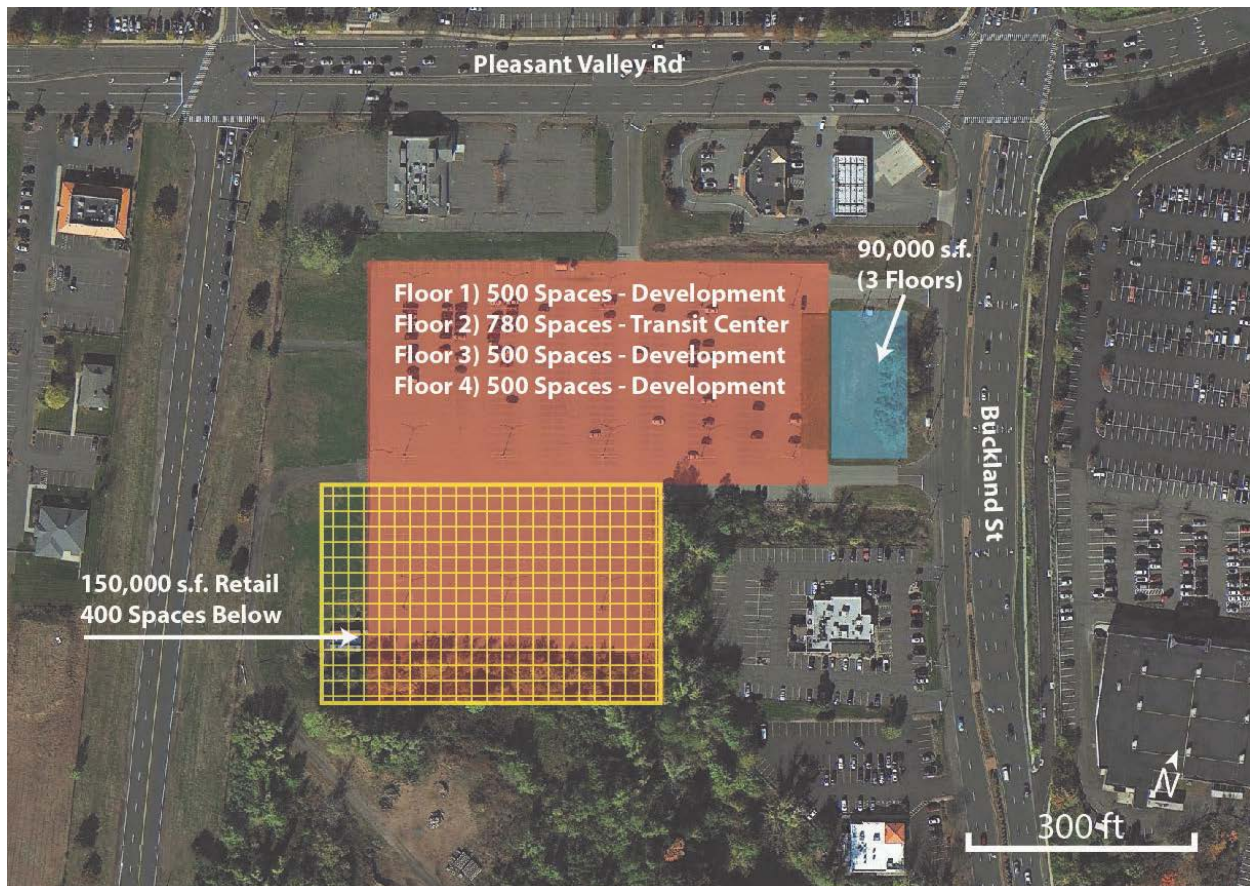 Pleasant Valley Rd
90,000 s.f.
(3 Floors)
Floor 1) 500 Spaces - Development
Floor 2) 780 Spaces - Transit Center
Floor 3) 500 Spaces - Development
Floor 4) 500 Spaces - Development
Buckland St
150,000 s.f. Retail
400 Spaces Below
N
300 ft